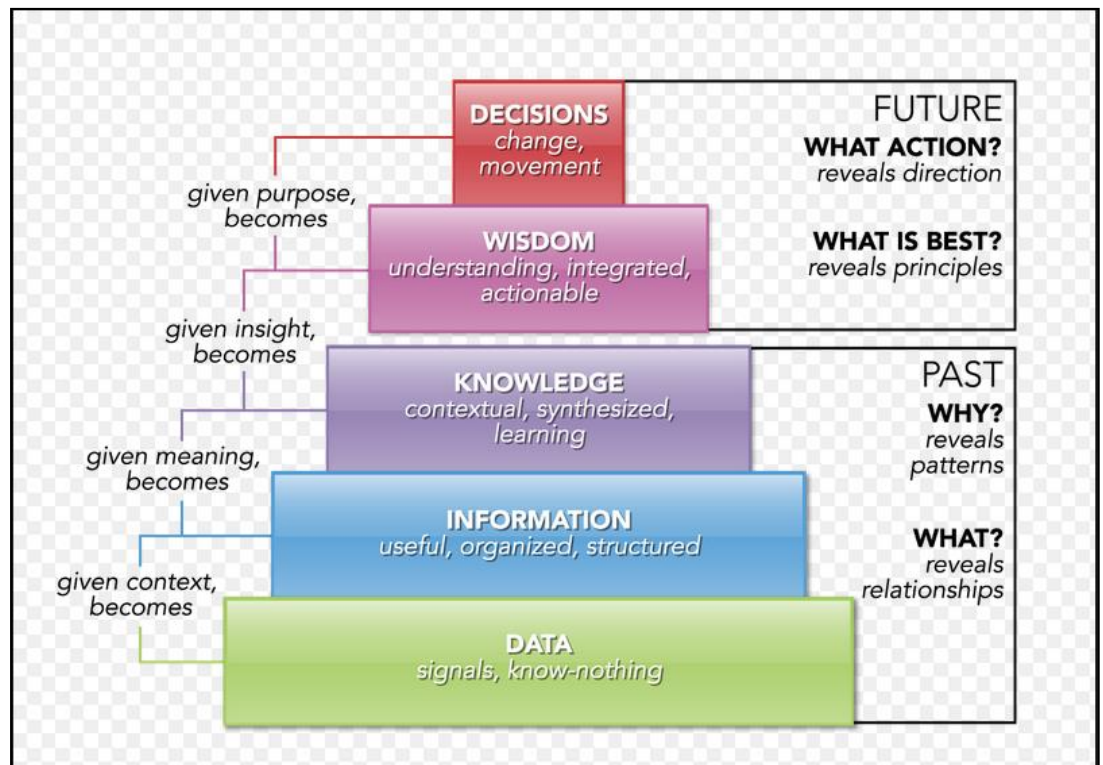 DECISIONS
change,
movement
given purpose,
becomes
WISDOM
understanding, integrated,
actionable
given insight,
becomes
KNOWLEDGE
contextual, synthesized,
learning
given meaning,
becomes
INFORMATION
useful, organized, structured
given context,
becomes
DATA
signals, know-nothing
FUTURE
WHAT ACTION?
reveals direction
WHAT IS BEST?
reveals principles
PAST
WHY?
reveals
patterns
WHAT?
reveals
relationships